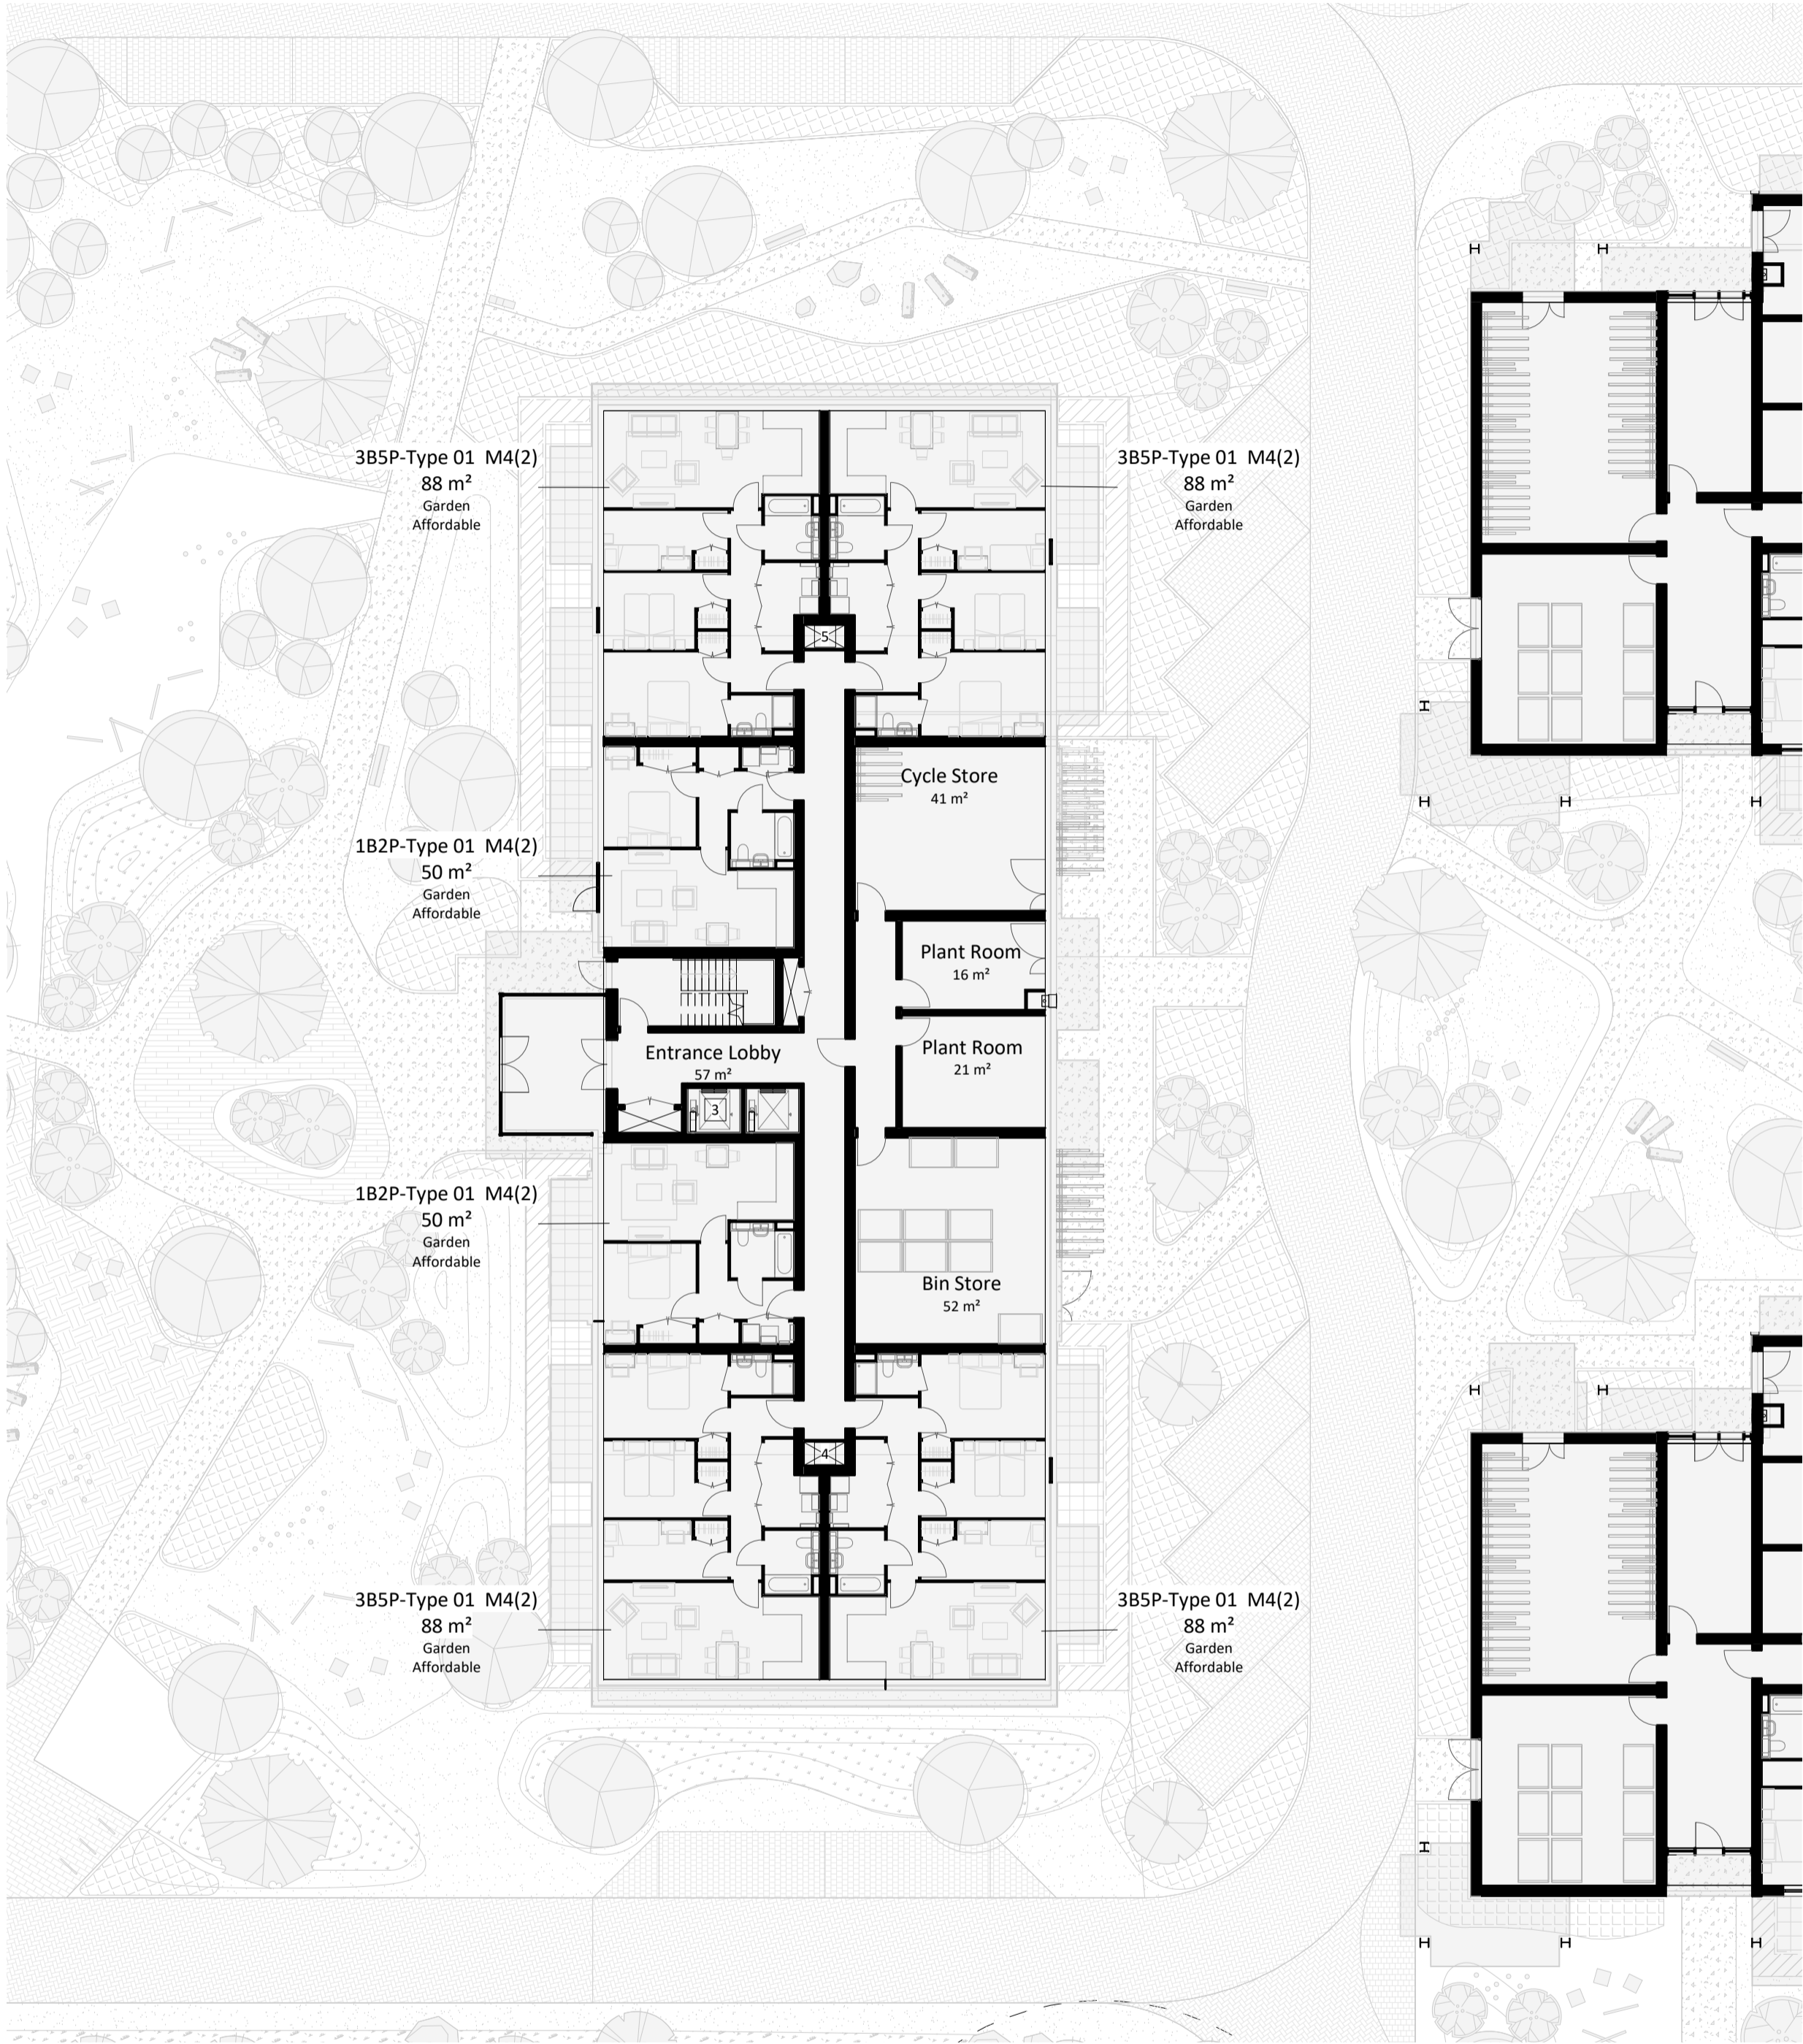 3B5P-Type 01 M4(2)
88 m²
Garden
Affordable
3B5P-Type 01 M4(2)
88 m²
Garden
Affordable
5
Cycle Store
41 m²
1B2P-Type 01 M4(2)
50 m²
Garden
Affordable
Plant Room
16 m²
Entrance Lobby
57 m²
Plant Room
21 m²
3
1B2P-Type 01 M4(2)
50 m²
Garden
Affordable
Bin Store
52 m²
4
3B5P-Type 01 M4(2)
88 m²
Garden
Affordable
3B5P-Type 01 M4(2)
88 m²
Garden
Affordable